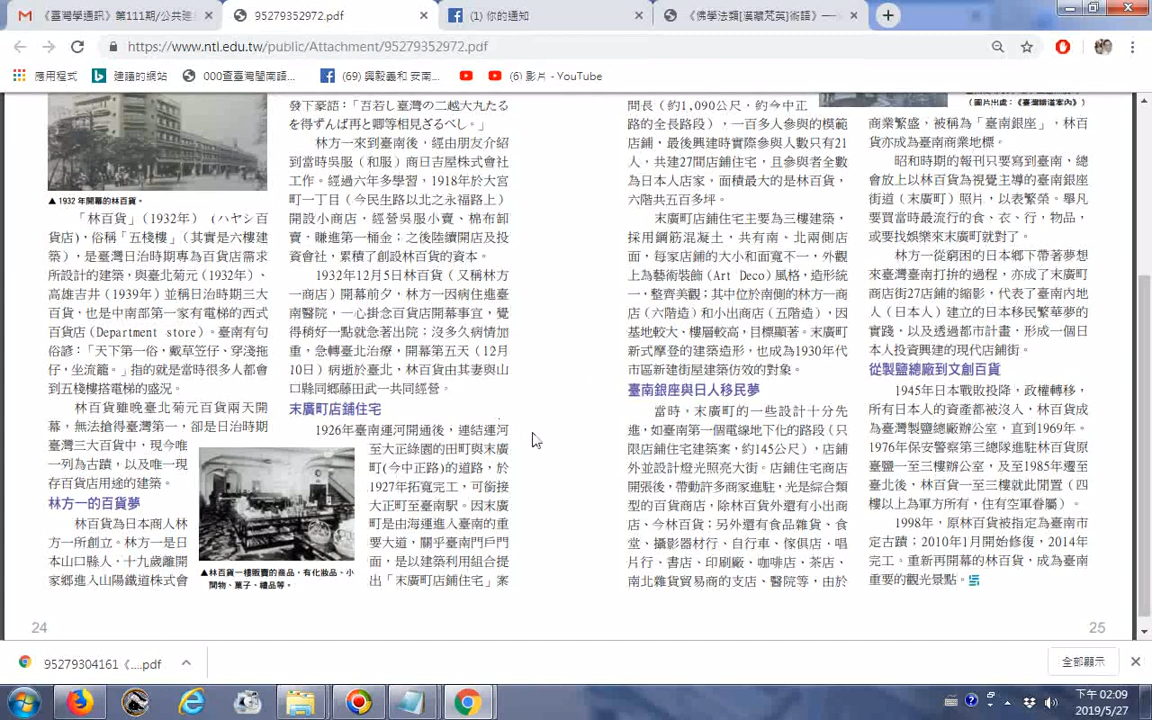 《臺灣學通訊》第111期/公共建
95279352972.pdf
(1) 你的通知
《佛學法類[漢藏梵英]術語》—
https://www.ntl.edu.tw/public/Attachment/95279352972.pdf
應用程式
建議的網站
000查臺灣閩南語...
(69) 與毅義和 安南...
(6) 影片 - YouTube
▲ 1932 年開幕的林百貨。
「林百貨」(1932年)(ハヤシ百
貨店)，俗稱「五棧樓」(其實是六樓建
築)，是臺灣日治時期專為百貨店需求
所設計的建築，與臺北菊元(1932年)、
高雄吉井(1939年)並稱日治時期三大
百貨，也是中南部第一家有電梯的西式
百貨店(Department store)。臺南有句
俗諺：「天下第一俗，戴草笠仔、穿淺拖
仔，坐流籠。」指的就是當時很多人都會
到五棧樓搭電梯的盛況。
林百貨雖晚臺北菊元百貨兩天開
幕，無法搶得臺灣第一，卻是日治時期
臺灣三大百貨中，現今唯
一列為古蹟，以及唯一現
存百貨店用途的建築。
林方一的百貨夢
林百貨為日本商人林
方一所創立。林方一是日
本山口縣人，十九歲離開
家鄉進入山陽鐵道株式會
發下豪語：「吾若し臺灣の三越大丸たる
を得ずんば再と卿等相見ざるべし。」
林方一來到臺南後，經由朋友介紹
到當時吳服(和服)商日吉屋株式會社
工作。經過六年多學習，1918年於大宮
町一丁目(今民生路以北之永福路上)
開設小商店，經營吳服小賣、棉布卸
賣，賺進第一桶金；之後陸續開店及投
資會社，累積了創設林百貨的資本。
1932年12月5日林百貨(又稱林方
一商店)開幕前夕，林方一因病住進臺
南醫院，一心掛念百貨店開幕事宜，覺
得稍好一點就急著出院；沒多久病情加
重，急轉臺北治療，開幕第五天(12月
10日)病逝於臺北，林百貨由其妻與山
口縣同鄉藤田武一共同經營。
末廣町店鋪住宅
1926年臺南運河開通後，連結運河
至大正綠園的田町與末廣
町(今中正路)的道路，於
1927年拓寬完工，可銜接
大正町至臺南駅。因末廣
町是由海運進入臺南的重
要大道，關乎臺南門戶門
面，是以建築利用組合提
出「末廣町店鋪住宅」案
▲林百貨一樓販賣的商品，有化妝品、小
間物、菓子、禮品等。
24
間長(約1,090公尺，約今中正
路的全長路段)，一百多人參與的模範
店鋪，最後興建時實際參與人數只有21
人，共建27間店鋪住宅，且參與者全數
為日本人店家，面積最大的是林百貨，
六階共五百多坪。
末廣町店鋪住宅主要為三樓建築，
採用鋼筋混凝土，共有南、北兩側店
面，每家店鋪的大小和面寬不一，外觀
上為藝術裝飾(Art Deco)風格，造形統
一，整齊美觀；其中位於南側的林方一商
店(六階造)和小出商店(五階造)，因
基地較大、樓層較高，目標顯著。末廣町
新式摩登的建築造形，也成為1930年代
市區新建街屋建築仿效的對象。
臺南銀座與日人移民夢
當時，末廣町的一些設計十分先
進，如臺南第一個電線地下化的路段(只
限店鋪住宅建築案，約145公尺)，店鋪
外並設計燈光照亮大街。店鋪住宅商店
開張後，帶動許多商家進駐，光是綜合類
型的百貨商店，除林百貨外還有小出商
店、今林百貨；另外還有食品雜貨、食
堂、攝影器材行、自行車、傢俱店，唱
片行、書店、印刷廠、咖啡店、茶店、
南北雜貨貿易商的支店、醫院等，由於
(圖片出處：《臺灣鐵道案內》)
商業繁盛，被稱為「臺南銀座」，林百
貨亦成為臺南商業地標。
昭和時期的報刊只要寫到臺南，總
會放上以林百貨為視覺主導的臺南銀座
街道(末廣町)照片，以表繁榮。舉凡
要買當時最流行的食、衣、行，物品，
或要找娛樂來末廣町就對了。
林方一從窮困的日本鄉下帶著夢想
來臺灣臺南打拚的過程，亦成了末廣町
商店街27店鋪的縮影，代表了臺南內地
人(日本人)建立的日本移民繁華夢的
實踐，以及透過都市計畫，形成一個日
本人投資興建的現代店鋪街。
從製鹽總廠到文創百貨
1945年日本戰敗投降，政權轉移，
所有日本人的資產都被沒入，林百貨成
為臺灣製鹽總廠辦公室，直到1969年。
1976年保安警察第三總隊進駐林百貨原
臺鹽一至三樓辦公室，及至1985年遷至
臺北後，林百貨一至三樓就此閒置(四
樓以上為軍方所有，住有空軍眷屬)。
1998年，原林百貨被指定為臺南市
定古蹟；2010年1月開始修復，2014年
完工。重新再開幕的林百貨，成為臺南
重要的觀光景點。
25
95279304161《....pdf
全部顯示
下午 02:09
2019/5/27